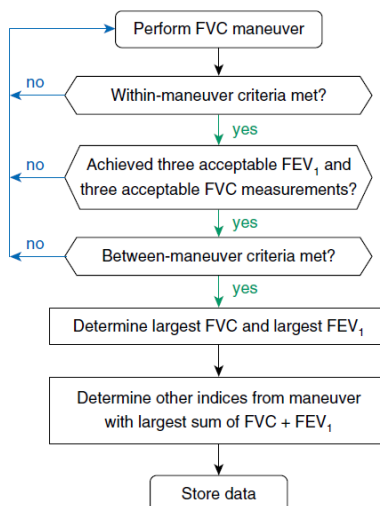 Perform FVC maneuver
no
Within-maneuver criteria met?
yes
no
Achieved three acceptable FEV₁ and
three acceptable FVC measurements?
yes
no
Between-maneuver criteria met?
yes
Determine largest FVC and largest FEV₁
Determine other indices from maneuver
with largest sum of FVC + FEV₁
Store data